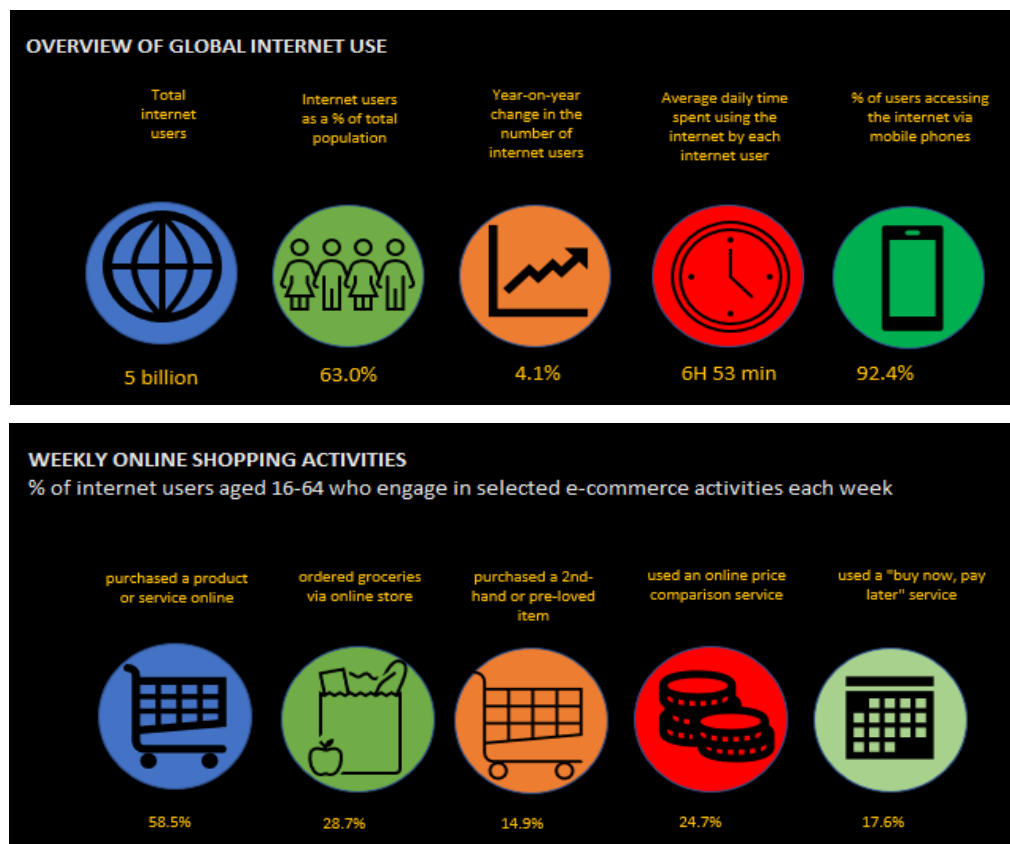 OVERVIEW OF GLOBAL INTERNET USE
Total
internet
users
Internet users
as a % of total
population
Year-on-year
change in the
number of
internet users
Average daily time
spent using the
internet by each
internet user
% of users accessing
the internet via
mobile phones
5 billion
63.0%
4.1%
6H 53 min
92.4%
WEEKLY ONLINE SHOPPING ACTIVITIES
% of internet users aged 16-64 who engage in selected e-commerce activities each week
purchased a product
or service online
ordered groceries
via online store
purchased a 2nd-
hand or pre-loved
item
used an online price
comparison service
used a "buy now, pay
later" service
58.5%
28.7%
14.9%
24.7%
17.6%